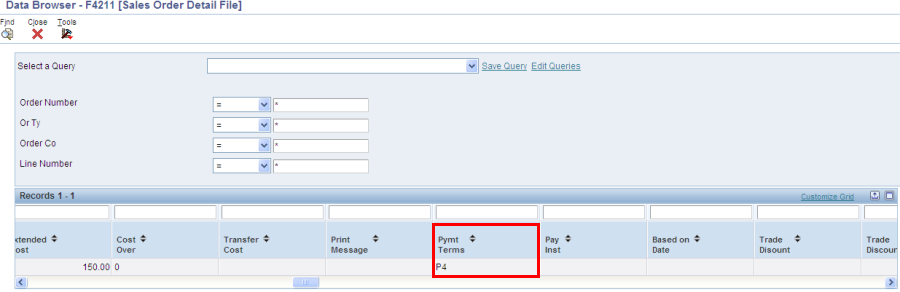 Data Browser - F4211 [Sales Order Detail File]
Find Close Tools
Select a Query Save Query Edit Queries
Order Number = *
Or Ty = *
Order Co = *
Line Number = *
Records 1 - 1 Customize Grid
xtended Cost Transfer Print Pymt Pay Based on Trade Trade
ost Over Cost Message Terms Inst Date Disount Discour
150.00 0 P4